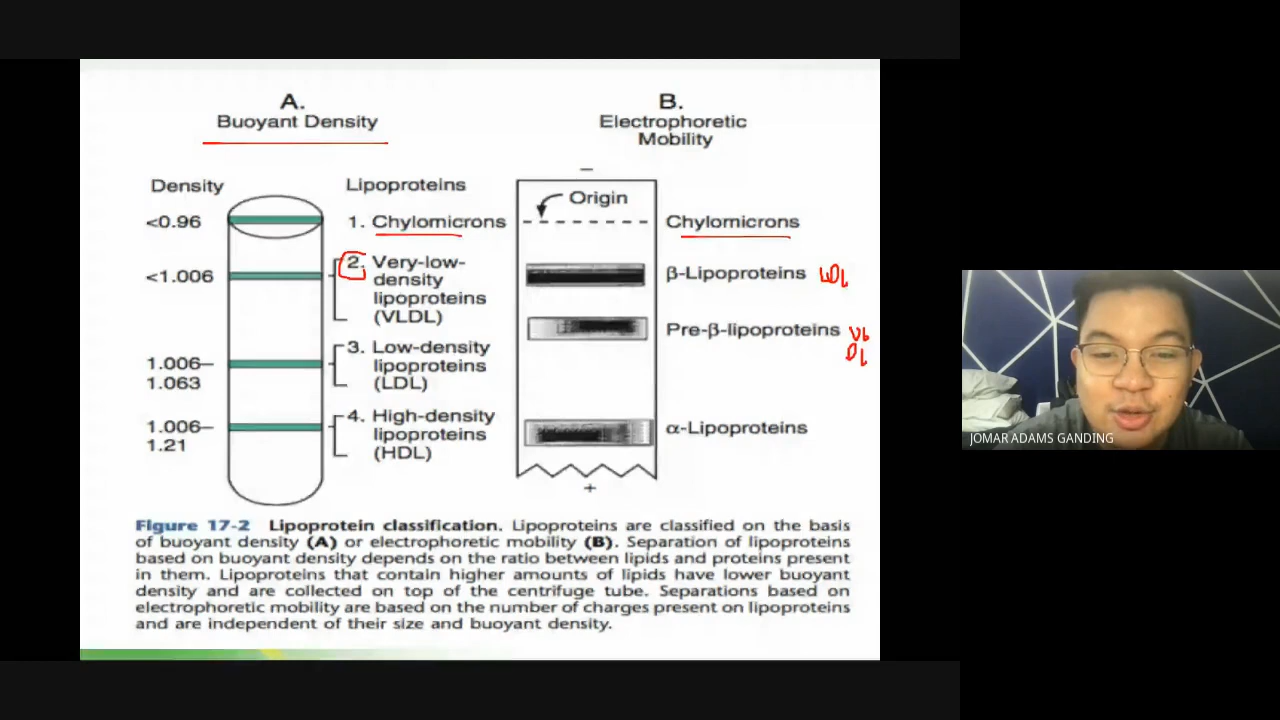 A.
Buoyant Density
Density
Lipoproteins
<0.96
1. Chylomicrons
<1.006
2. Very-low-
density
lipoproteins
(VLDL)
1.006–
1.063
3. Low-density
lipoproteins
(LDL)
1.006–
1.21
4. High-density
lipoproteins
(HDL)
B.
Electrophoretic
Mobility
−
Origin
Chylomicrons
β-Lipoproteins LDL
Pre-β-lipoproteins VL
DL
α-Lipoproteins
+
Figure 17-2 Lipoprotein classification. Lipoproteins are classified on the basis
of buoyant density (A) or electrophoretic mobility (B). Separation of lipoproteins
based on buoyant density depends on the ratio between lipids and proteins present
in them. Lipoproteins that contain higher amounts of lipids have lower buoyant
density and are collected on top of the centrifuge tube. Separations based on
electrophoretic mobility are based on the number of charges present on lipoproteins
and are independent of their size and buoyant density.
JOMAR ADAMS GANDING